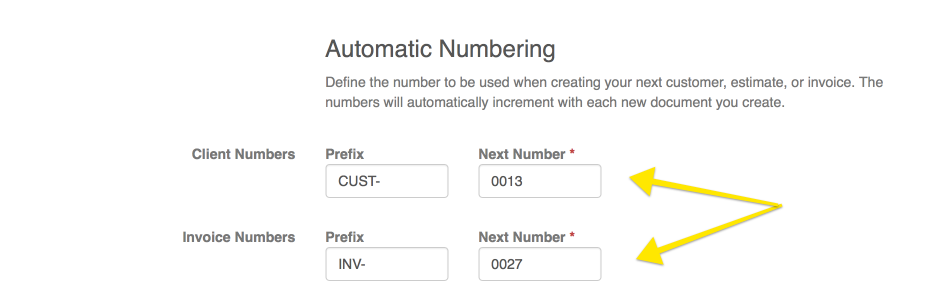 Automatic Numbering
Define the number to be used when creating your next customer, estimate, or invoice. The
numbers will automatically increment with each new document you create.
Client Numbers Prefix Next Number *
CUST- 0013
Invoice Numbers Prefix Next Number *
INV- 0027